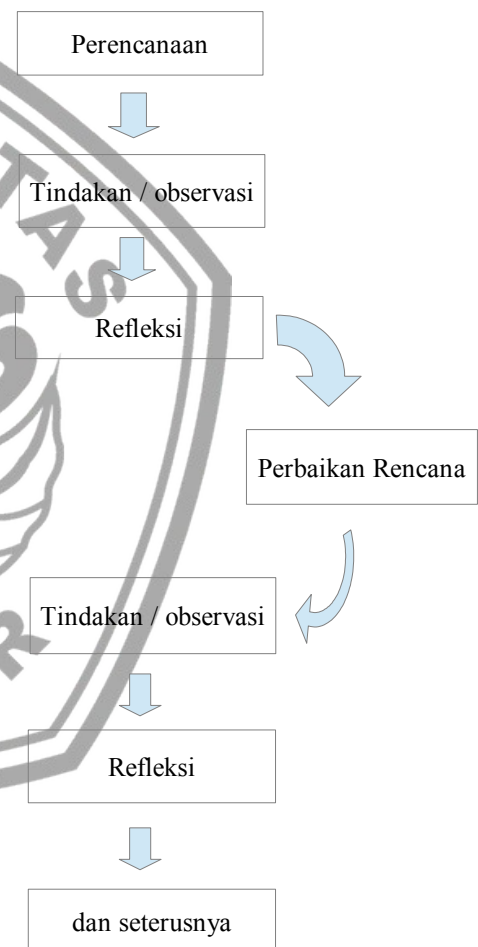 Perencanaan
Tindakan / observasi
Refleksi
Perbaikan Rencana
Tindakan / observasi
Refleksi
dan seterusnya